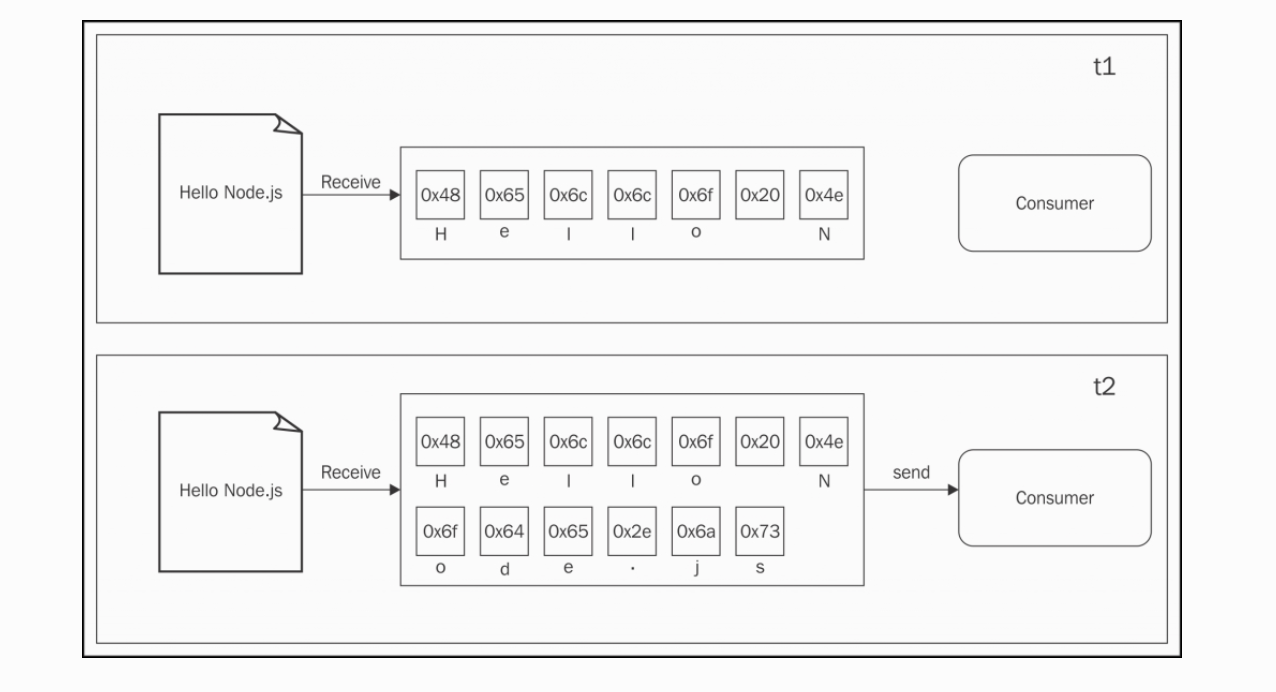 t1
Hello Node.js
Receive
0x48 0x65 0x6c 0x6c 0x6f 0x20 0x4e
H e l l o N
Consumer
t2
Hello Node.js
Receive
0x48 0x65 0x6c 0x6c 0x6f 0x20 0x4e
H e l l o N
0x6f 0x64 0x65 0x2e 0x6a 0x73
o d e . j s
send
Consumer